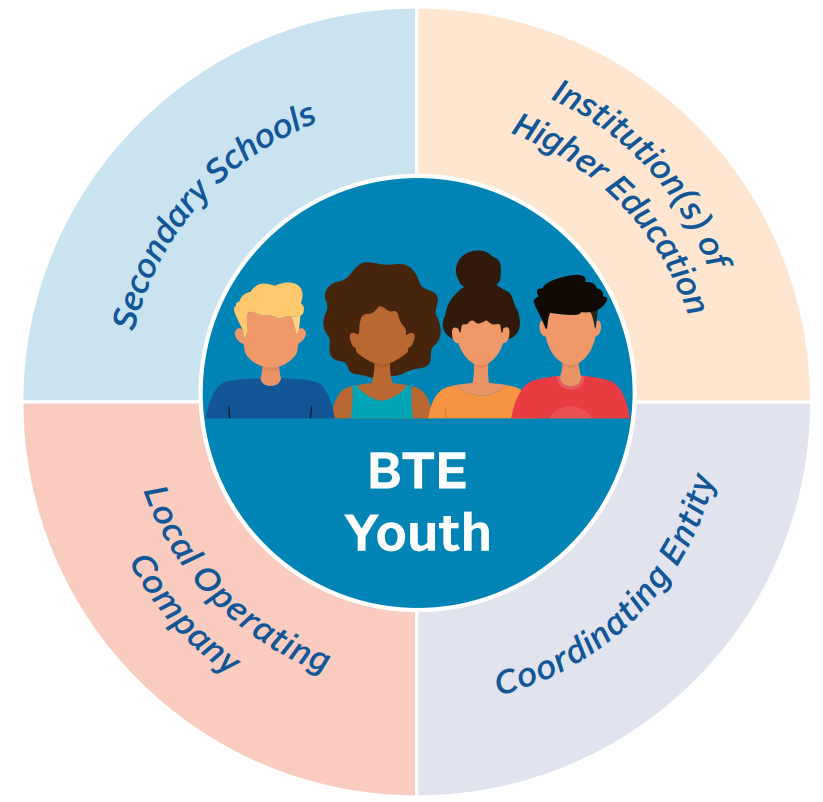 Secondary Schools
Institution(s) of
Higher Education
BTE
Youth
Local Operating
Company
Coordinating Entity